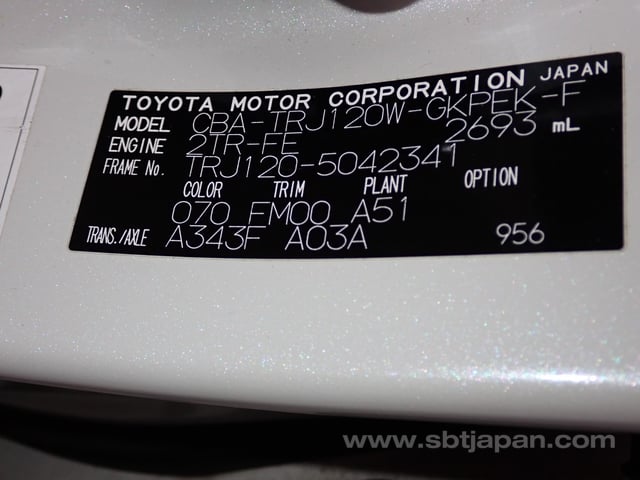 TOYOTA MOTOR CORPORATION JAPAN
MODEL CBA-TRJ120W-GKPEK-F
ENGINE 2TR-FE 2693 mL
FRAME No. TRJ120-5042341
COLOR TRIM PLANT OPTION
070 FM00 A51
TRANS./AXLE A343F A03A 956
www.sbtjapan.com